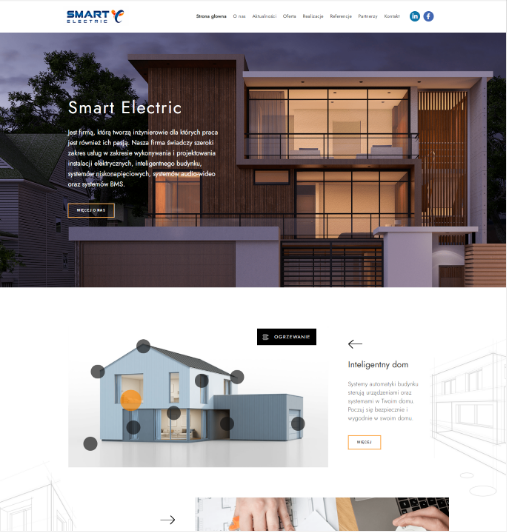 SMART
ELECTRIC
Strona główna O nas Aktualności Oferta Realizacje Referencje Partnerzy Kontakt
Smart Electric
Jest firmą, którą tworzą inżynierowie dla których praca
jest również ich pasją. Nasza firma świadczy szeroki
zakres usług w zakresie wykonywania i projektowania
instalacji elektrycznych, inteligentnego budynku,
systemów niskonapięciowych, systemów audio-wideo
oraz systemów BMS.
WIĘCEJ O NAS
OGRZEWANIE
Inteligentny dom
Systemy automatyki budynku
sterują urządzeniami oraz
systemami w Twoim domu.
Poczuj się bezpiecznie i
wygodnie w swoim domu.
WIĘCEJ